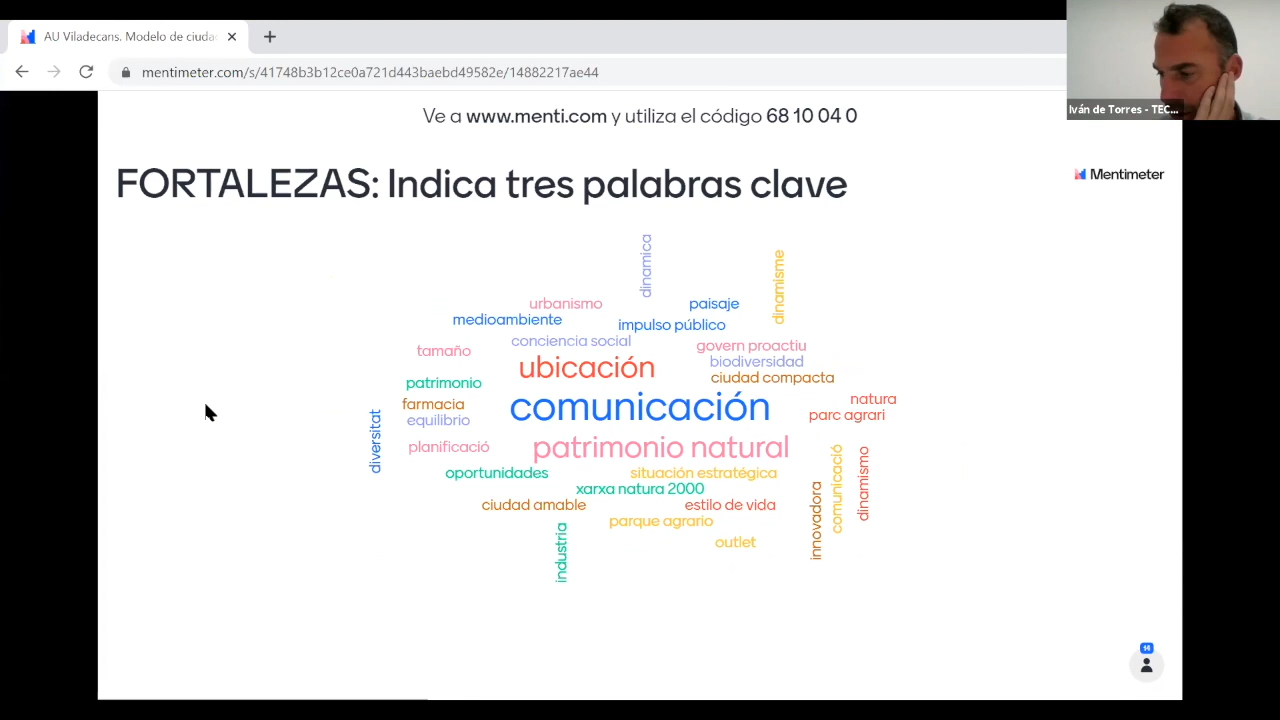 AU Viladecans. Modelo de ciuda
mentimeter.com/s/41748b3b12ce0a721d443baebd49582e/14882217ae44
Iván de Torres - TEC...
Ve a www.menti.com y utiliza el código 68 10 04 0
FORTALEZAS: Indica tres palabras clave
Mentimeter
dinamica
dinamisme
urbanismo
paisaje
medioambiente
impulso público
conciencia social
govern proactiu
tamaño
biodiversidad
ubicación
ciudad compacta
patrimonio
farmacia
comunicación
natura
equilibrio
parc agrari
diversitat
planificació
patrimonio natural
oportunidades
situación estratégica
xarxa natura 2000
ciudad amable
estilo de vida
innovadora
comunicació
dinamismo
parque agrario
industria
outlet
14